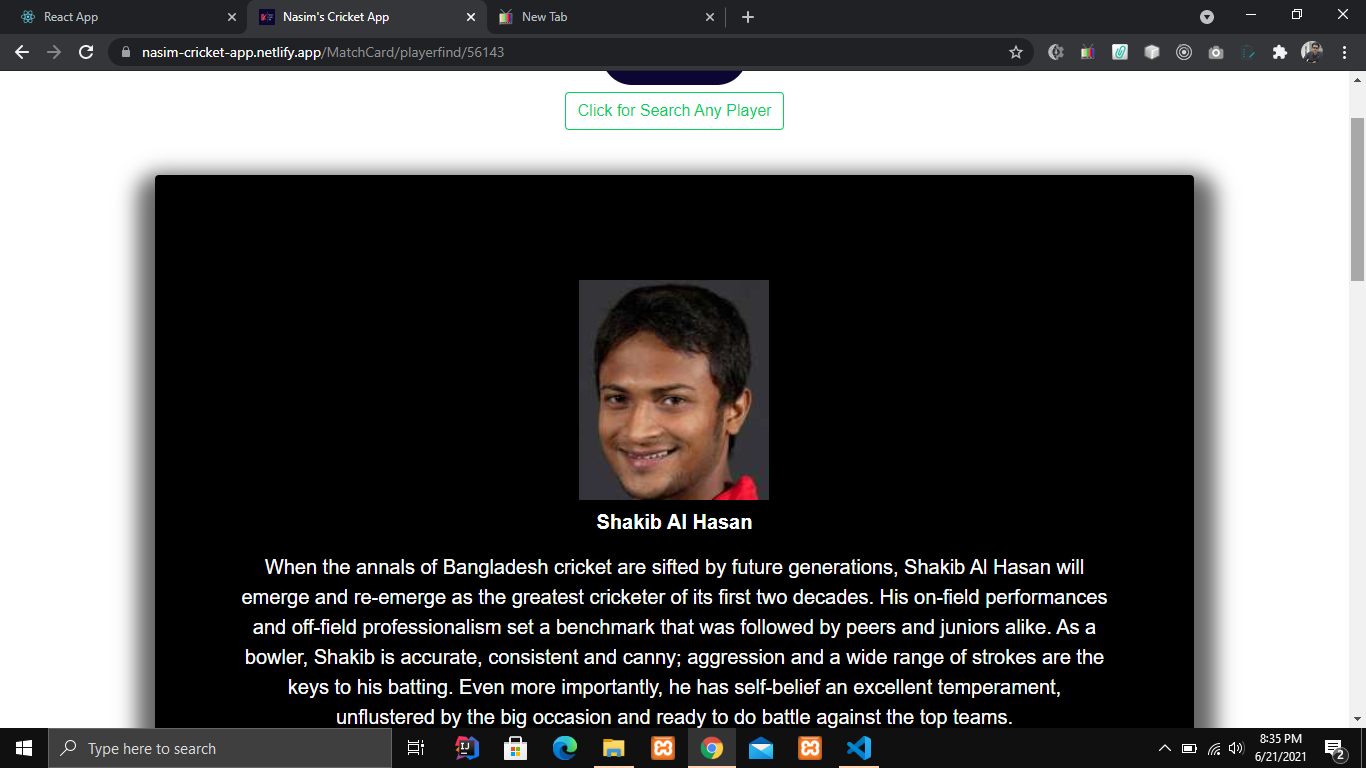 React App
Nasim's Cricket App
New Tab
nasim-cricket-app.netlify.app/MatchCard/playerfind/56143
Click for Search Any Player
Shakib Al Hasan
When the annals of Bangladesh cricket are sifted by future generations, Shakib Al Hasan will
emerge and re-emerge as the greatest cricketer of its first two decades. His on-field performances
and off-field professionalism set a benchmark that was followed by peers and juniors alike. As a
bowler, Shakib is accurate, consistent and canny; aggression and a wide range of strokes are the
keys to his batting. Even more importantly, he has self-belief an excellent temperament,
unflustered by the big occasion and ready to do battle against the top teams.
Type here to search
8:35 PM
6/21/2021
2